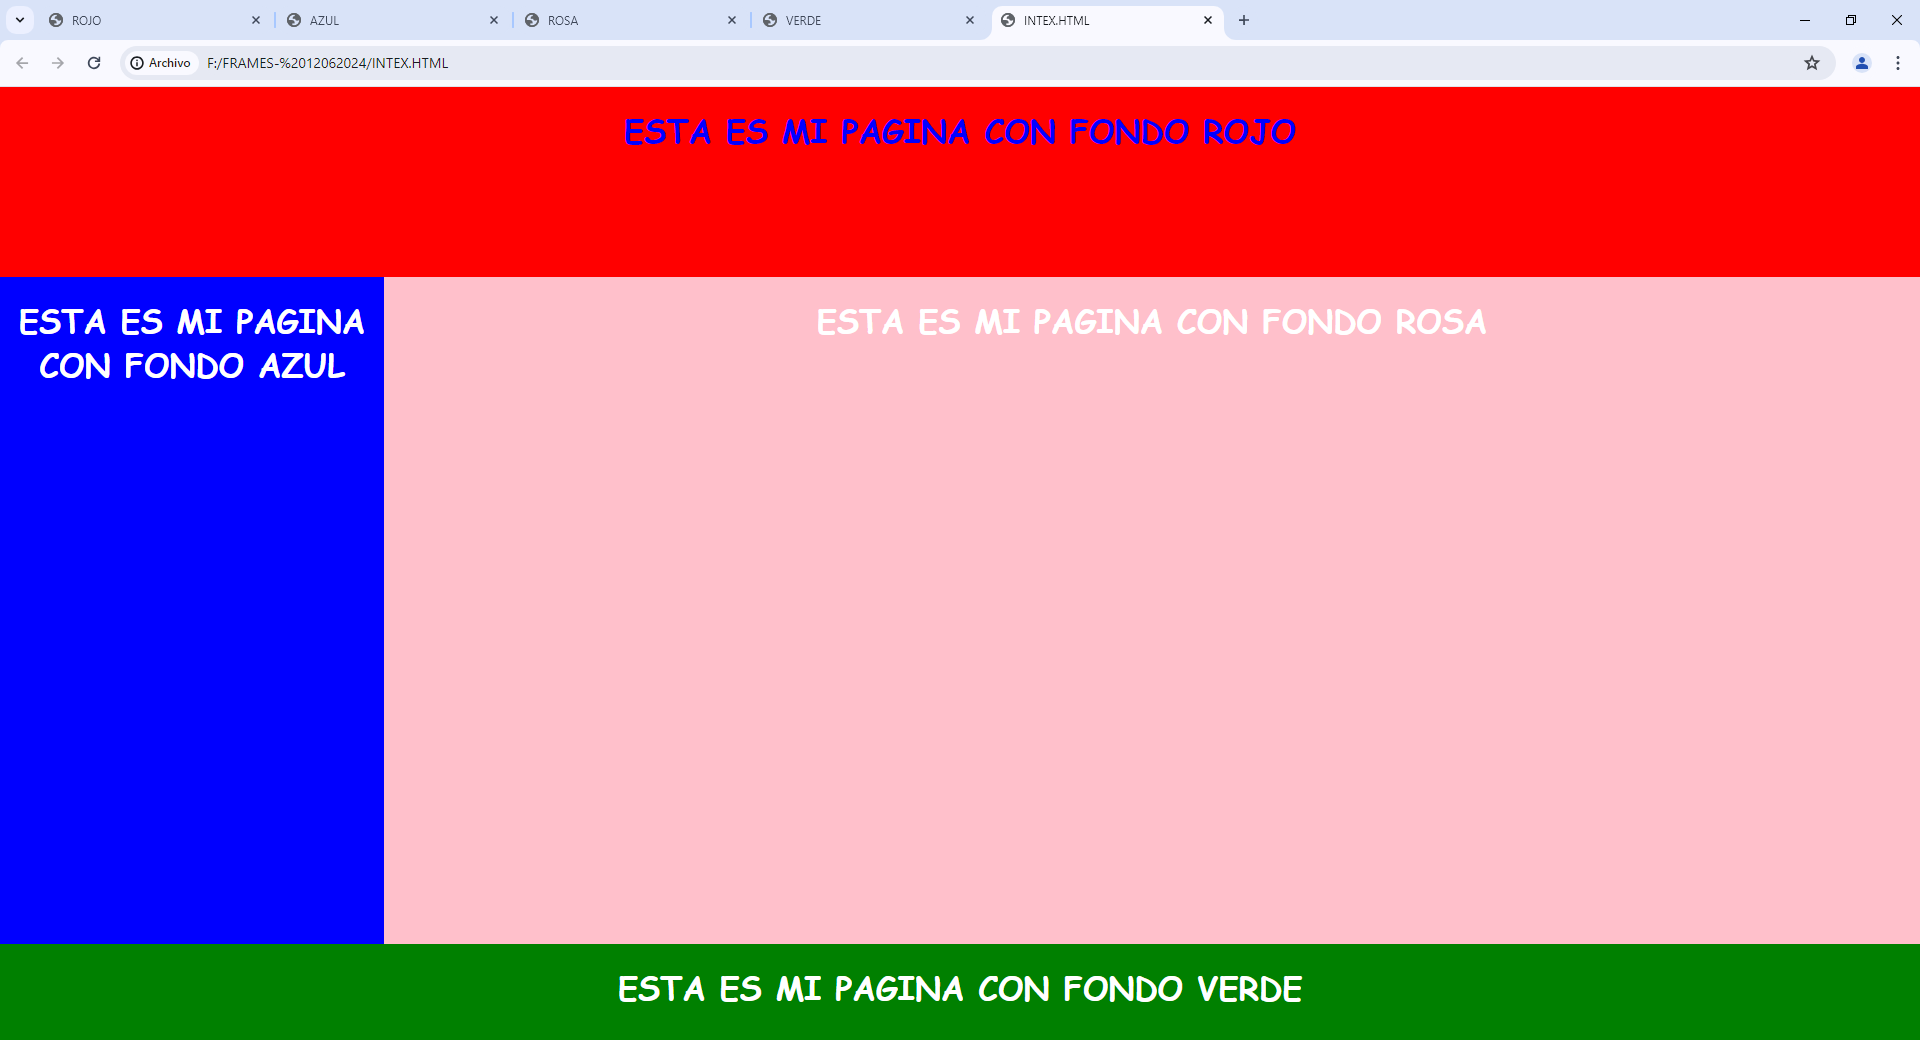 ROJO
AZUL
ROSA
VERDE
INTEX.HTML
Archivo
F:/FRAMES-%2012062024/INTEX.HTML
ESTA ES MI PAGINA CON FONDO ROJO
ESTA ES MI PAGINA
CON FONDO AZUL
ESTA ES MI PAGINA CON FONDO ROSA
ESTA ES MI PAGINA CON FONDO VERDE